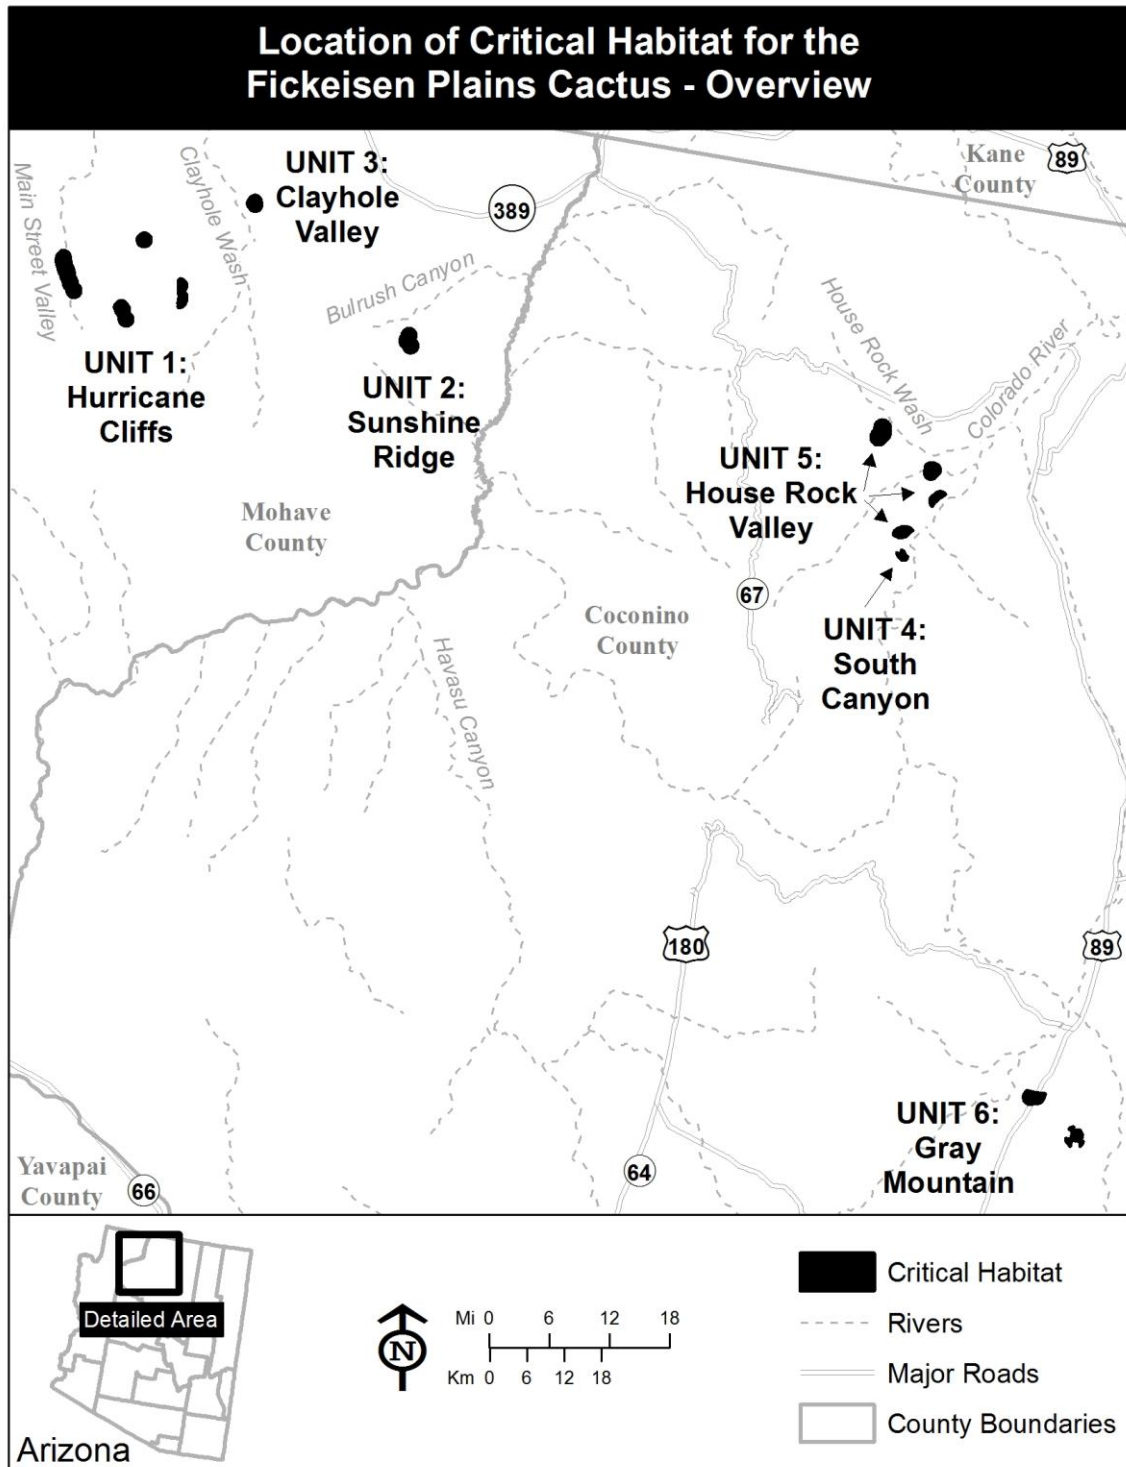 Location of Critical Habitat for the
Fickeisen Plains Cactus - Overview
Main Street Valley
Clayhole Wash
UNIT 3:
Clayhole
Valley
389
Kane
County
89
Bulrush Canyon
UNIT 1:
Hurricane
Cliffs
UNIT 2:
Sunshine
Ridge
House Rock Wash
Colorado River
UNIT 5:
House Rock
Valley
Mohave
County
67
Coconino
County
UNIT 4:
South
Canyon
Havasu Canyon
180
89
UNIT 6:
Gray
Mountain
Yavapai
County
66
64
Detailed Area
Arizona
N
Mi 0 6 12 18
Km 0 6 12 18
Critical Habitat
Rivers
Major Roads
County Boundaries